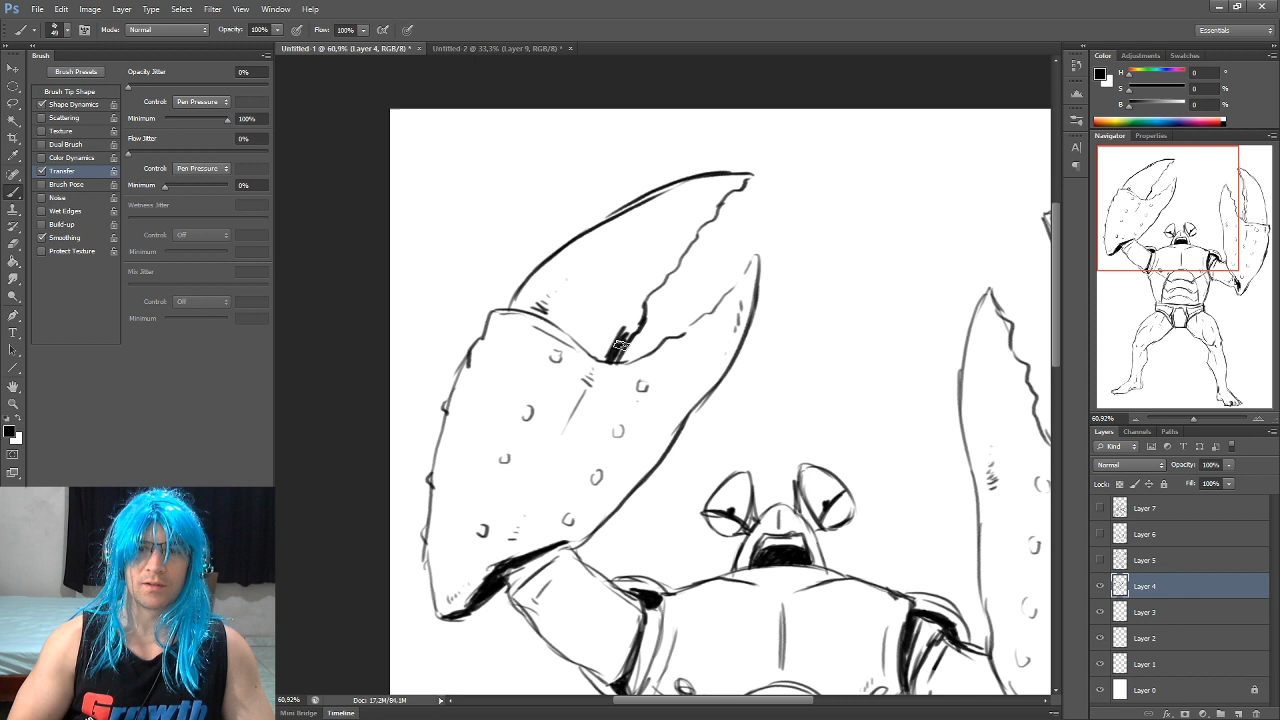 Ps File Edit Image Layer Type Select Filter View Window Help
49 Mode: Normal Opacity: 100% Flow: 100% Essentials
Untitled-1 @ 60,9% (Layer 4, RGB/8) * × Untitled-2 @ 33,3% (Layer 9, RGB/8) * ×
Brush
Brush Presets
Brush Tip Shape
Shape Dynamics
Scattering
Texture
Dual Brush
Color Dynamics
Transfer
Brush Pose
Noise
Wet Edges
Build-up
Smoothing
Protect Texture
Opacity Jitter 0%
Control: Pen Pressure
Minimum 100%
Flow Jitter 0%
Control: Pen Pressure
Minimum 0%
Wetness Jitter
Control: Off
Minimum
Mix Jitter
Control: Off
Minimum
Color Adjustments Swatches
H 0 °
S 0 %
B 0 %
Navigator Properties
60,92%
Layers Channels Paths
Kind
Normal Opacity: 100%
Lock: Fill: 100%
Layer 7
Layer 6
Layer 5
Layer 4
Layer 3
Layer 2
Layer 1
Layer 0
Growth
60,92% Doc: 17,2M/84,1M
Mini Bridge Timeline